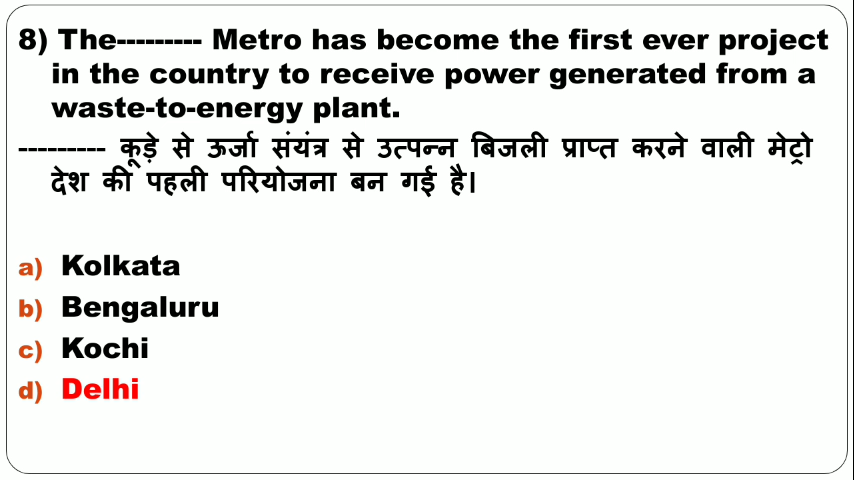 8) The--------- Metro has become the first ever project
in the country to receive power generated from a
waste-to-energy plant.
--------- कूड़े से ऊर्जा संयंत्र से उत्पन्न बिजली प्राप्त करने वाली मेट्रो
देश की पहली परियोजना बन गई है।
a) Kolkata
b) Bengaluru
c) Kochi
d) Delhi